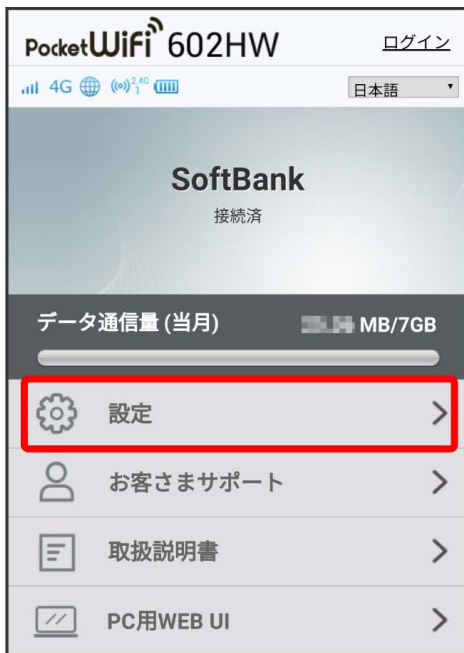 PocketWiFi 602HW
ログイン
4G 2.4G 1
日本語
SoftBank
接続済
データ通信量 (当月) MB/7GB
設定
お客さまサポート
取扱説明書
PC用WEB UI